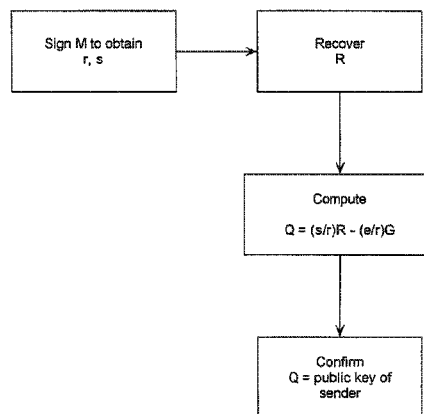 Sign M to obtain
r, s
Recover
R
Compute
Q = (s/r)R - (e/r)G
Confirm
Q = public key of
sender